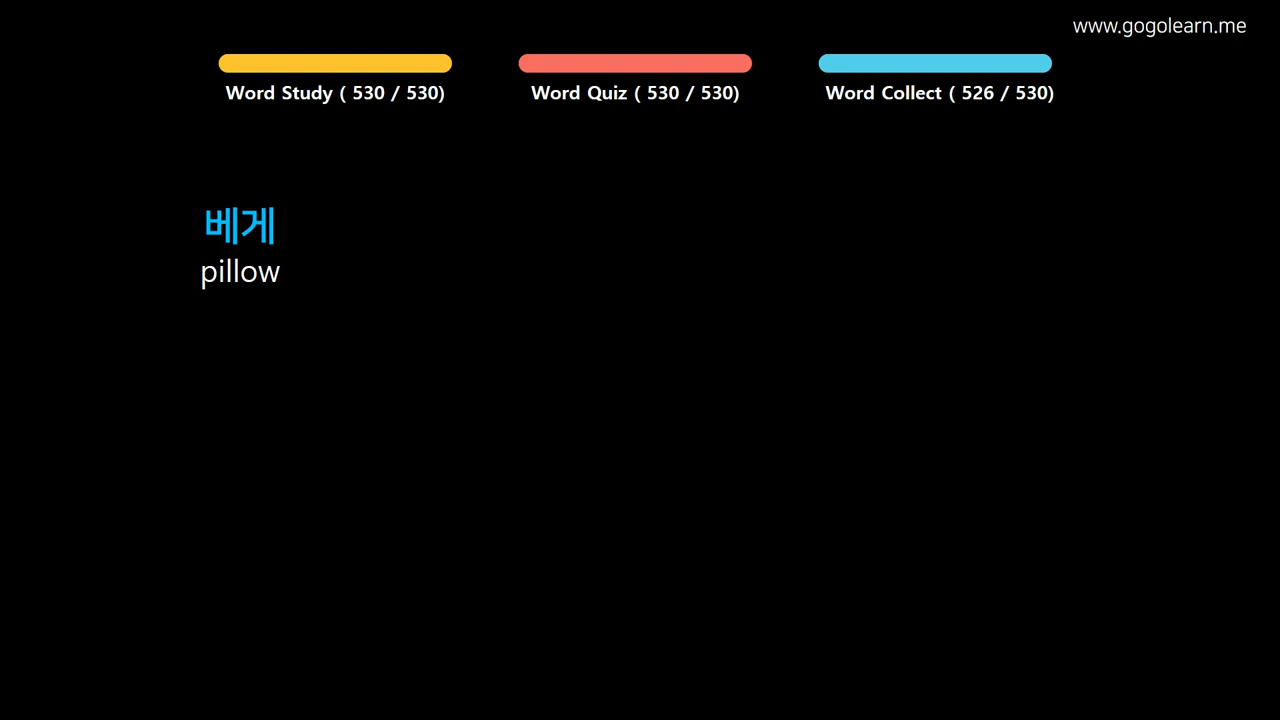 www.gogolearn.me
Word Study ( 530 / 530)
Word Quiz ( 530 / 530)
Word Collect ( 526 / 530)
베게
pillow